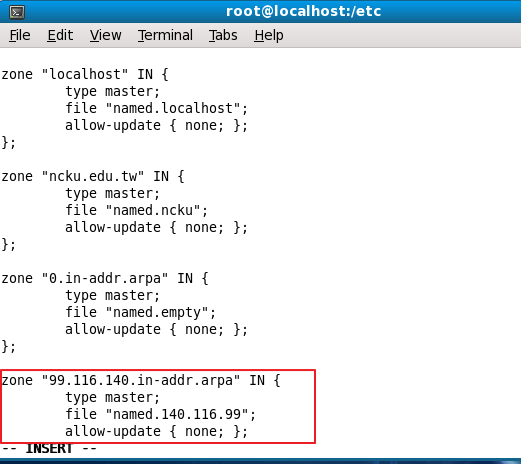 root@localhost:/etc
File Edit View Terminal Tabs Help
zone "localhost" IN {
        type master;
        file "named.localhost";
        allow-update { none; };
};
zone "ncku.edu.tw" IN {
        type master;
        file "named.ncku";
        allow-update { none; };
};
zone "0.in-addr.arpa" IN {
        type master;
        file "named.empty";
        allow-update { none; };
};
zone "99.116.140.in-addr.arpa" IN {
        type master;
        file "named.140.116.99";
        allow-update { none; };
-- INSERT --